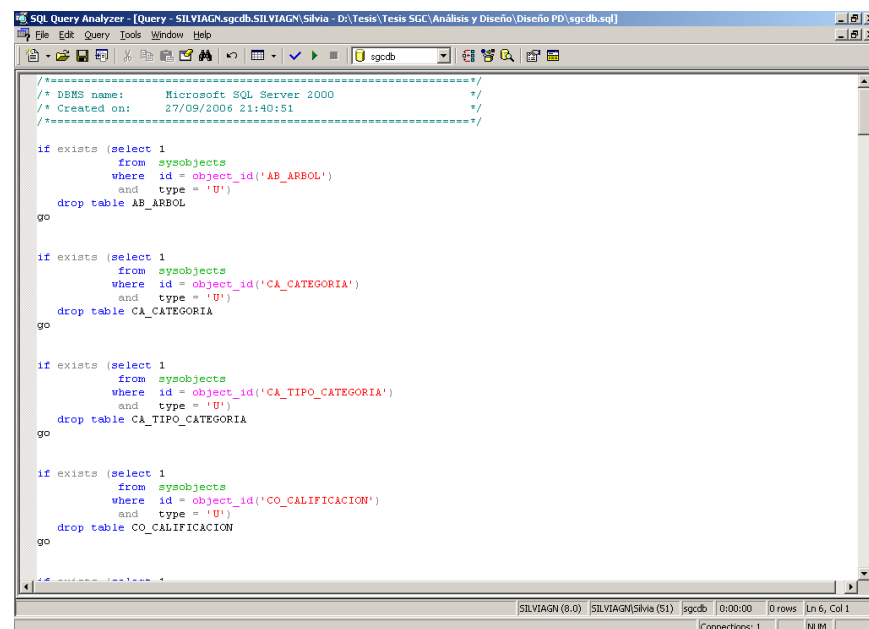 SQL Query Analyzer - [Query - SILVIAGN.sgcdb.SILVIAGN\Silvia - D:\Tesis\Tesis SGC\Análisis y Diseño\Diseño PD\sgcdb.sql]
File Edit Query Tools Window Help
sgcdb
/*==============================================================*/
/* DBMS name:      Microsoft SQL Server 2000                    */
/* Created on:     27/09/2006 21:40:51                          */
/*==============================================================*/
if exists (select 1
            from  sysobjects
           where  id = object_id('AB_ARBOL')
            and   type = 'U')
   drop table AB_ARBOL
go
if exists (select 1
            from  sysobjects
           where  id = object_id('CA_CATEGORIA')
            and   type = 'U')
   drop table CA_CATEGORIA
go
if exists (select 1
            from  sysobjects
           where  id = object_id('CA_TIPO_CATEGORIA')
            and   type = 'U')
   drop table CA_TIPO_CATEGORIA
go
if exists (select 1
            from  sysobjects
           where  id = object_id('CO_CALIFICACION')
            and   type = 'U')
   drop table CO_CALIFICACION
go
if exists (select 1
SILVIAGN (8.0) SILVIAGN\Silvia (51) sgcdb 0:00:00 0 rows Ln 6, Col 1
Connections: 1 NUM